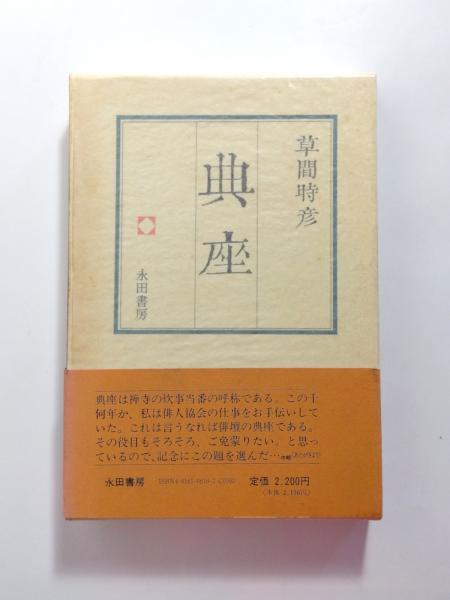 草間時彦
典座
永田書房
典座は禅寺の炊事当番の呼称である。この十
何年か、私は俳人協会の仕事をお手伝いして
いた。これは言うなれば俳壇の典座である。
その役目もそろそろ、ご免蒙りたい。と思っ
ているので、記念にこの題を選んだ…
永田書房
定価 2,200円